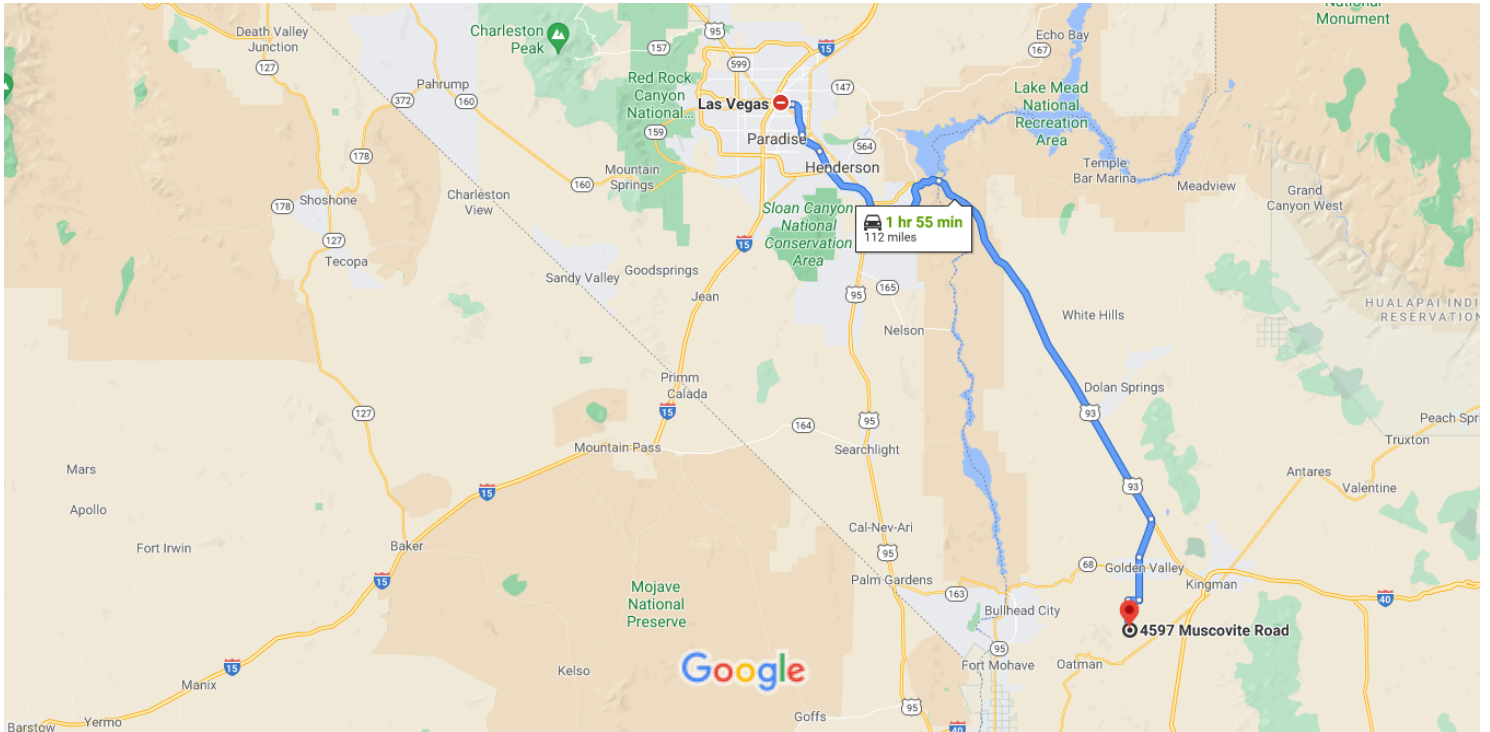 National
Monument
Death Valley
Junction
Charleston
Peak
95
15
Echo Bay
157
167
127
599
Pahrump
Red Rock
Canyon
National...
147
Lake Mead
National
Recreation
Area
372
160
Las Vegas
159
Paradise
564
178
Henderson
Temple
Bar Marina
Mountain
Springs
160
Meadview
Grand
Canyon West
Charleston
View
178
Shoshone
Sloan Canyon
National
Conservation
Area
1 hr 55 min
112 miles
127
15
Tecopa
Sandy Valley
Goodsprings
Jean
165
95
HUALAPAI INDI
RESERVATION
White Hills
Nelson
Primm
Calada
Dolan Springs
127
15
93
95
164
Peach Spri
Mountain Pass
Searchlight
Truxton
Mars
Antares
15
93
Valentine
Apollo
Cal-Nev-Ari
Fort Irwin
Baker
95
68
Golden Valley
15
Palm Gardens
Kingman
Mojave
National
Preserve
163
40
Bullhead City
4597 Muscovite Road
95
Google
Kelso
15
Fort Mohave
Oatman
Manix
95
Goffs
Yermo
Barstow
40